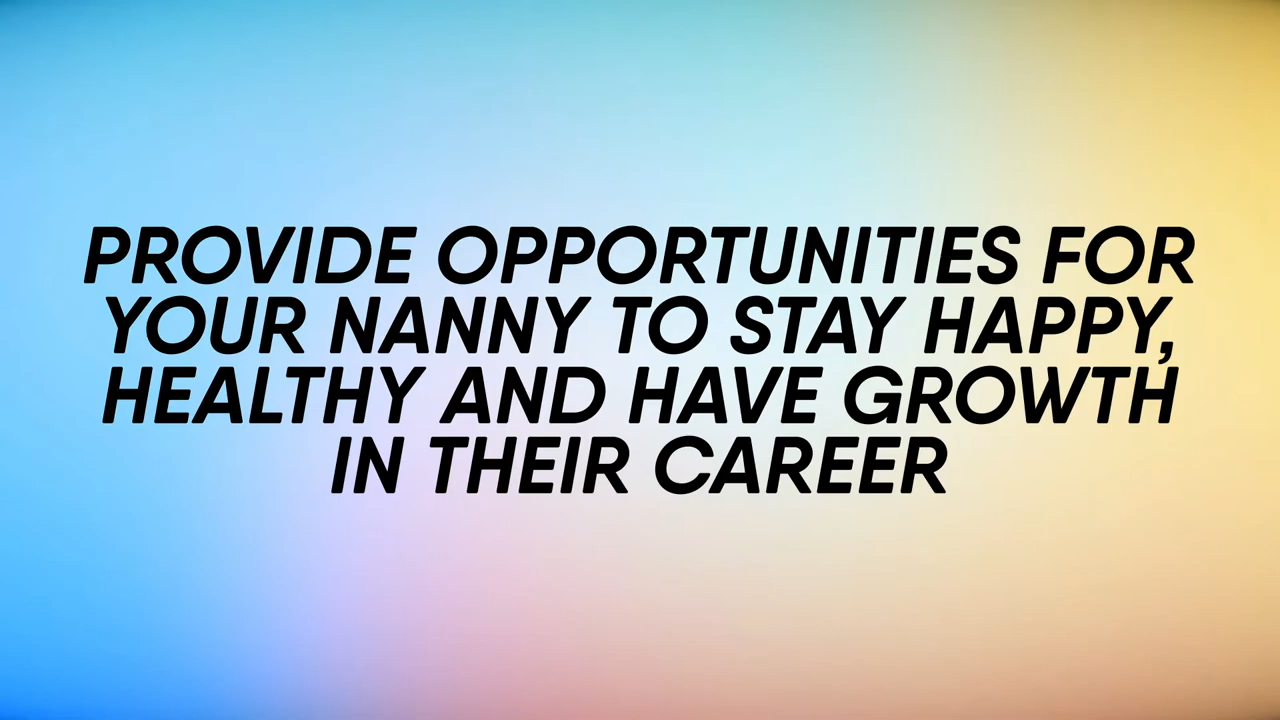 PROVIDE OPPORTUNITIES FOR
YOUR NANNY TO STAY HAPPY,
HEALTHY AND HAVE GROWTH
IN THEIR CAREER